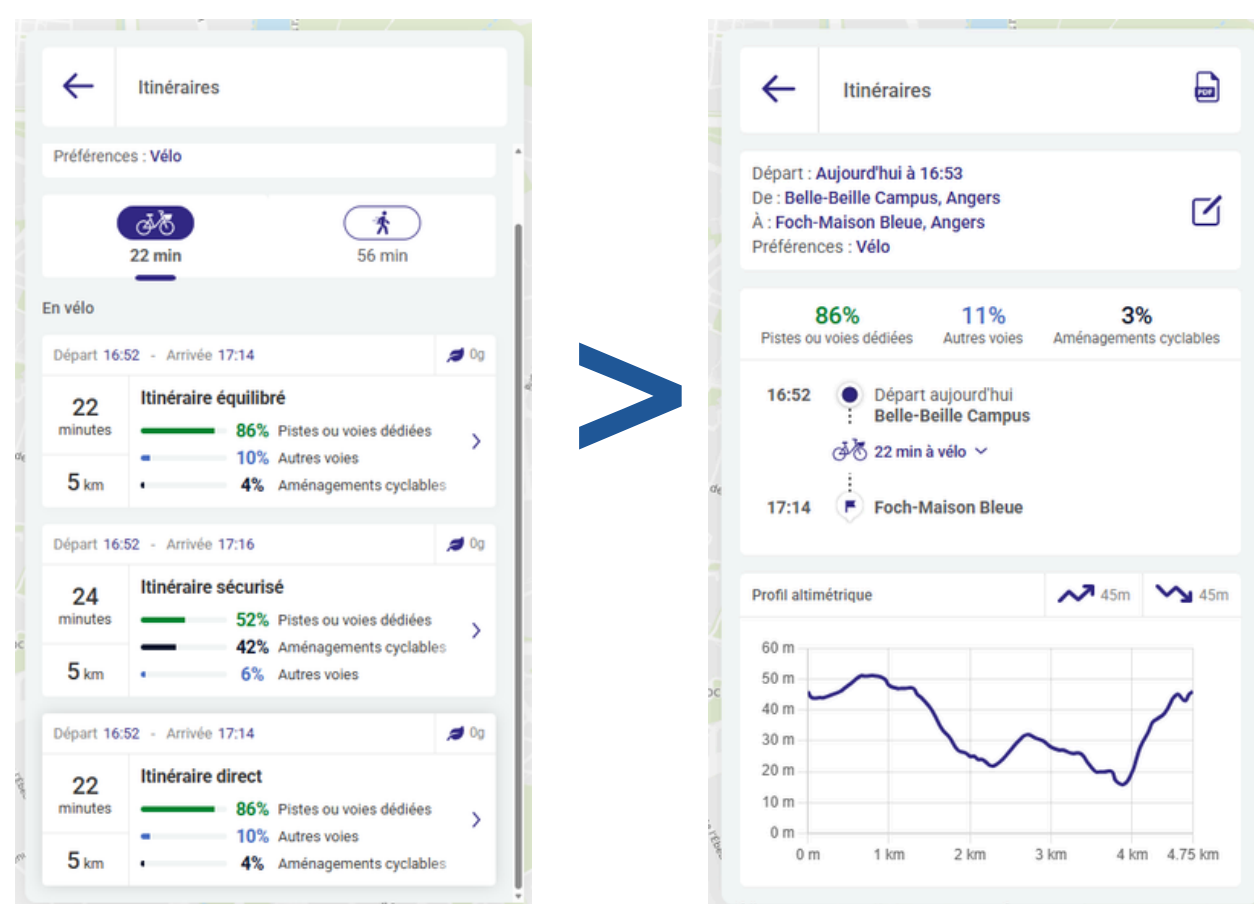 Itinéraires
Préférences : Vélo
22 min
56 min
En vélo
Départ 16:52 - Arrivée 17:14
0g
22
minutes
5 km
Itinéraire équilibré
86% Pistes ou voies dédiées
10% Autres voies
4% Aménagements cyclables
Départ 16:52 - Arrivée 17:16
0g
24
minutes
5 km
Itinéraire sécurisé
52% Pistes ou voies dédiées
42% Aménagements cyclables
6% Autres voies
Départ 16:52 - Arrivée 17:14
0g
22
minutes
5 km
Itinéraire direct
86% Pistes ou voies dédiées
10% Autres voies
4% Aménagements cyclables
>
Itinéraires
PDF
Départ : Aujourd'hui à 16:53
De : Belle-Beille Campus, Angers
À : Foch-Maison Bleue, Angers
Préférences : Vélo
86%
Pistes ou voies dédiées
11%
Autres voies
3%
Aménagements cyclables
16:52
Départ aujourd'hui
Belle-Beille Campus
22 min à vélo
17:14
Foch-Maison Bleue
Profil altimétrique
45m
45m
60 m
50 m
40 m
30 m
20 m
10 m
0 m
0 m
1 km
2 km
3 km
4 km
4.75 km